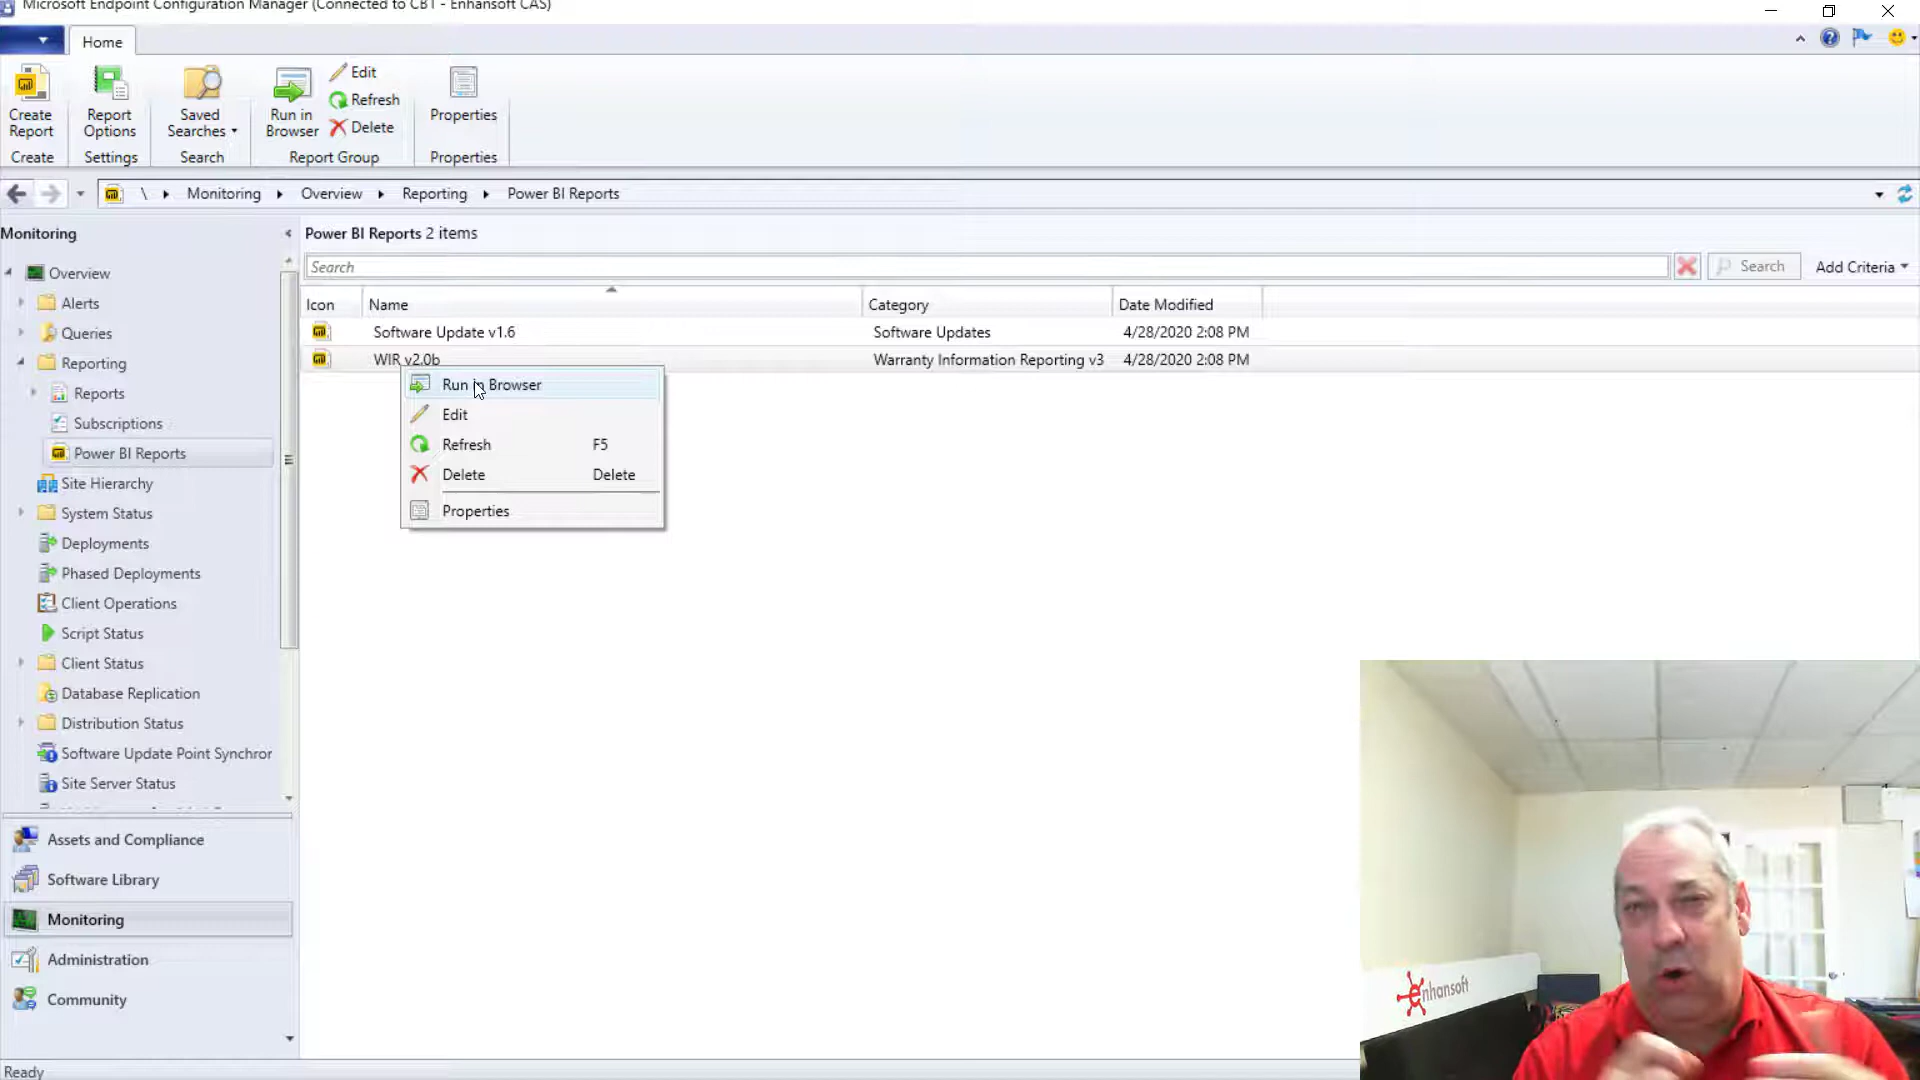 Microsoft Endpoint Configuration Manager (Connected to CBT - Enhansoft CAS)
Home
Create Report
Report Options
Saved Searches
Run in Browser
Edit
Refresh
Delete
Properties
Create
Settings
Search
Report Group
Properties
\ Monitoring Overview Reporting Power BI Reports
Monitoring
Overview
Alerts
Queries
Reporting
Reports
Subscriptions
Power BI Reports
Site Hierarchy
System Status
Deployments
Phased Deployments
Client Operations
Script Status
Client Status
Database Replication
Distribution Status
Software Update Point Synchror
Site Server Status
Assets and Compliance
Software Library
Monitoring
Administration
Community
Power BI Reports 2 items
Search
Search
Add Criteria
Icon Name Category Date Modified
Software Update v1.6 Software Updates 4/28/2020 2:08 PM
WIR v2.0b Warranty Information Reporting v3 4/28/2020 2:08 PM
Run in Browser
Edit
Refresh F5
Delete Delete
Properties
enhansoft
Ready